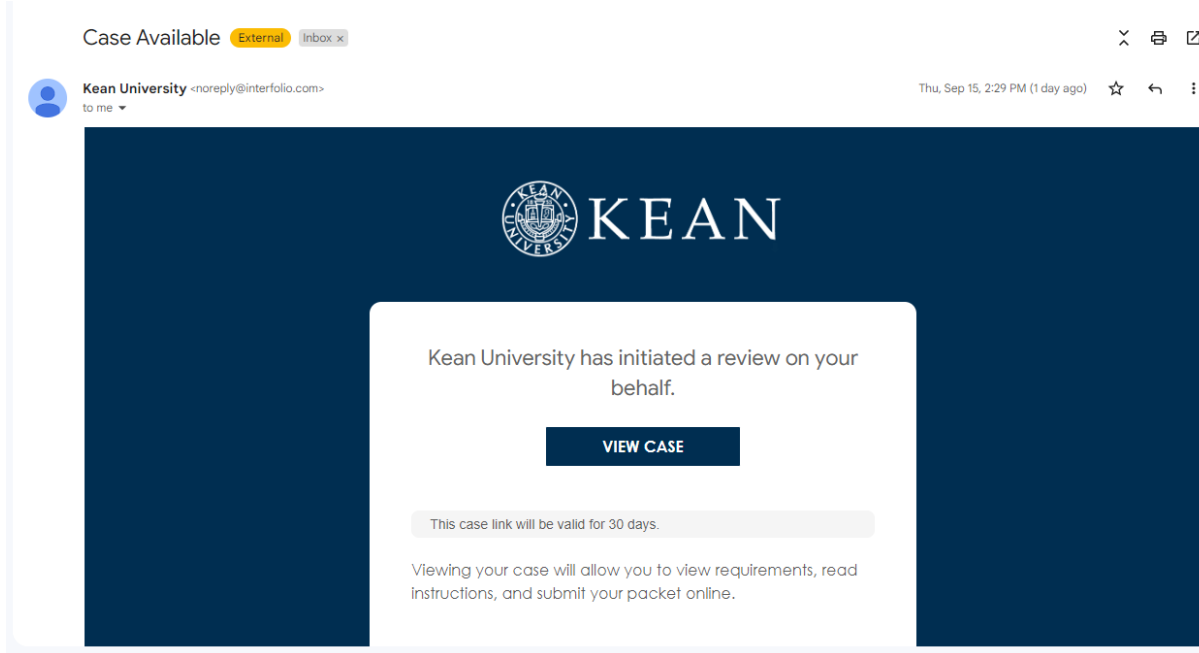 Case Available External Inbox ×
Kean University <noreply@interfolio.com> Thu, Sep 15, 2:29 PM (1 day ago)
to me
KEAN UNIVERSITY
KEAN
Kean University has initiated a review on your
behalf.
VIEW CASE
This case link will be valid for 30 days.
Viewing your case will allow you to view requirements, read
instructions, and submit your packet online.